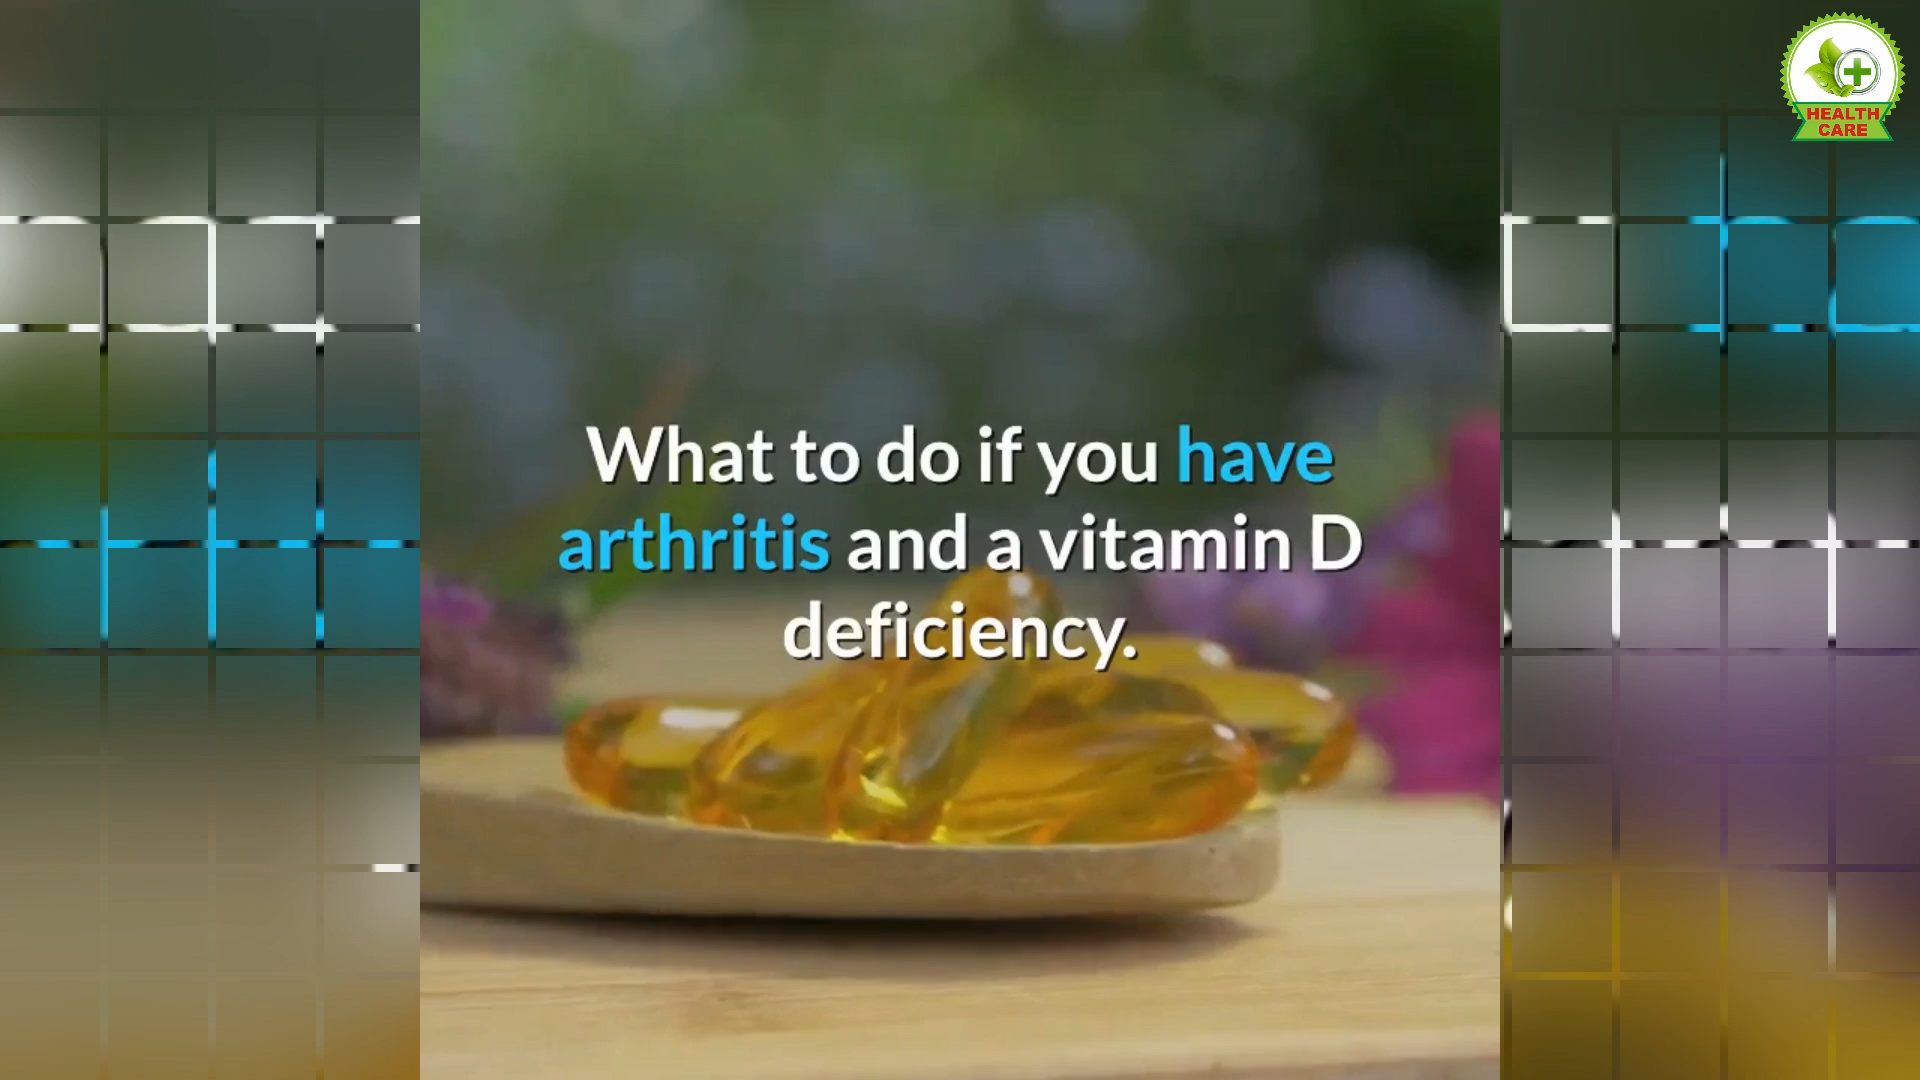 HEALTH
CARE
What to do if you have
arthritis and a vitamin D
deficiency.